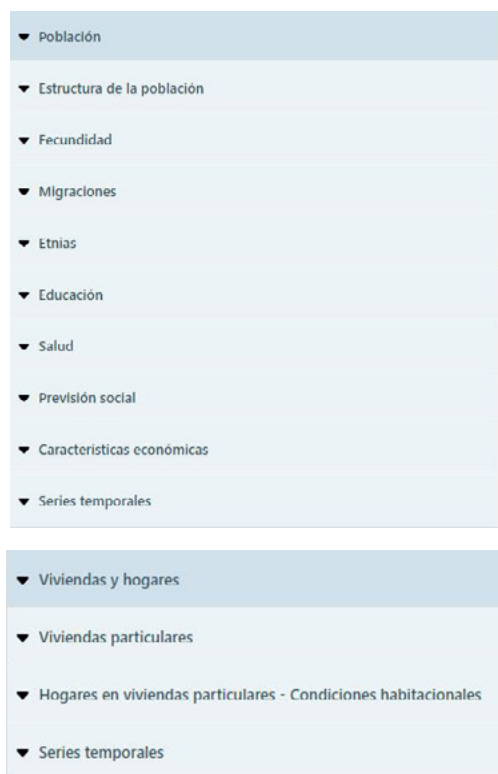 Población
Estructura de la población
Fecundidad
Migraciones
Etnias
Educación
Salud
Previsión social
Características económicas
Series temporales
Viviendas y hogares
Viviendas particulares
Hogares en viviendas particulares - Condiciones habitacionales
Series temporales